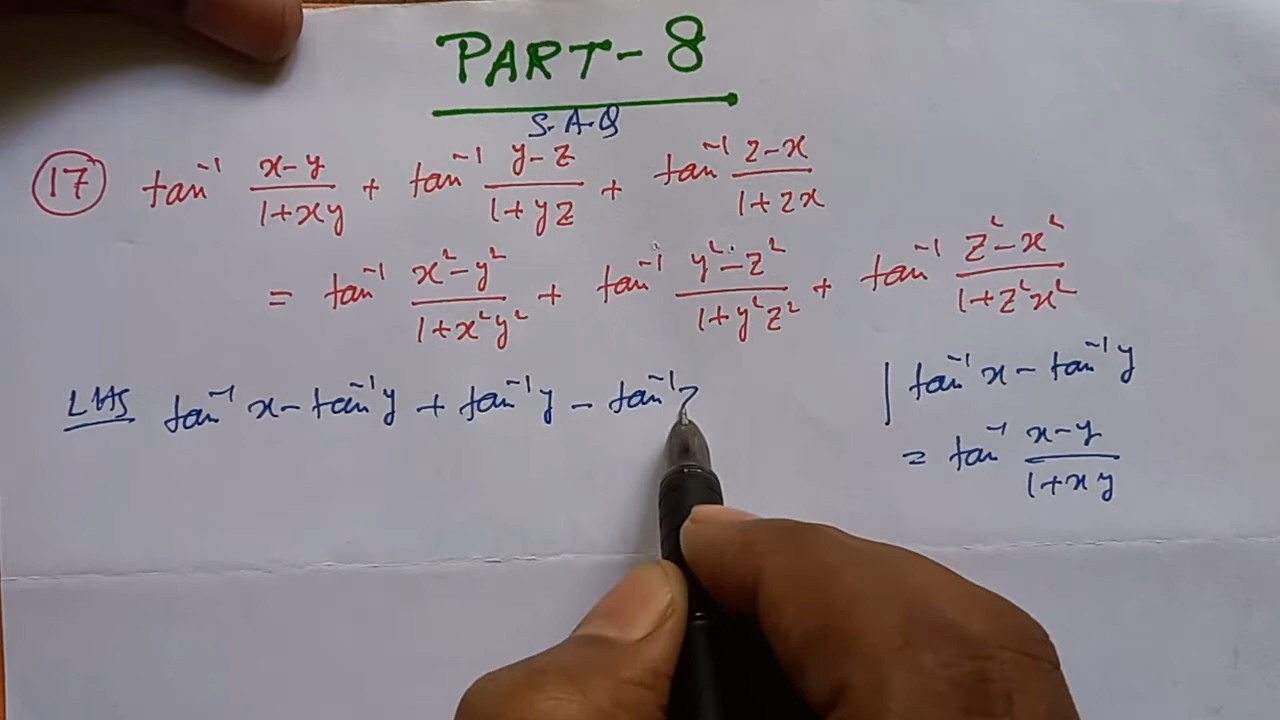 PART-8
S.A.Q
17 tan⁻¹ (x-y)/(1+xy) + tan⁻¹ (y-z)/(1+yz) + tan⁻¹ (z-x)/(1+zx)
= tan⁻¹ (x²-y²)/(1+x²y²) + tan⁻¹ (y²-z²)/(1+y²z²) + tan⁻¹ (z²-x²)/(1+z²x²)
LHS tan⁻¹ x - tan⁻¹ y + tan⁻¹ y - tan⁻¹
| tan⁻¹ x - tan⁻¹ y
= tan⁻¹ (x-y)/(1+xy)